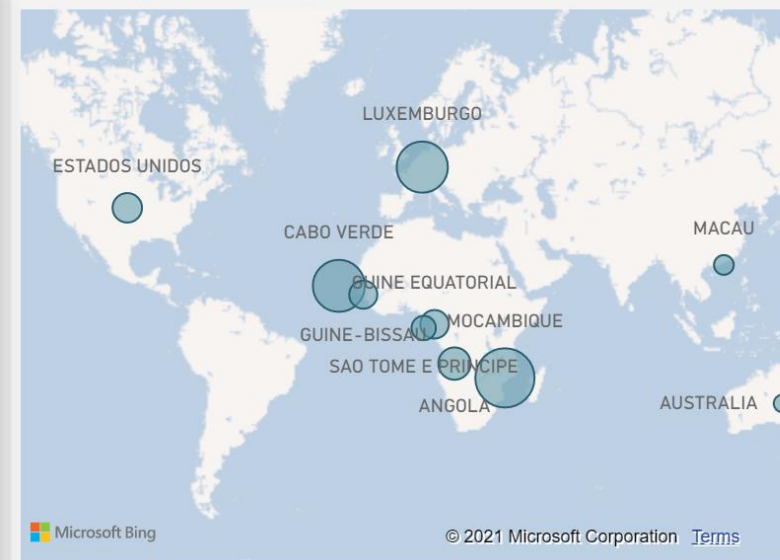 LUXEMBURGO
ESTADOS UNIDOS
MACAU
CABO VERDE
GUINE EQUATORIAL
MOCAMBIQUE
GUINE-BISSAU
SAO TOME E PRINCIPE
ANGOLA
AUSTRALIA
Microsoft Bing
© 2021 Microsoft Corporation Terms